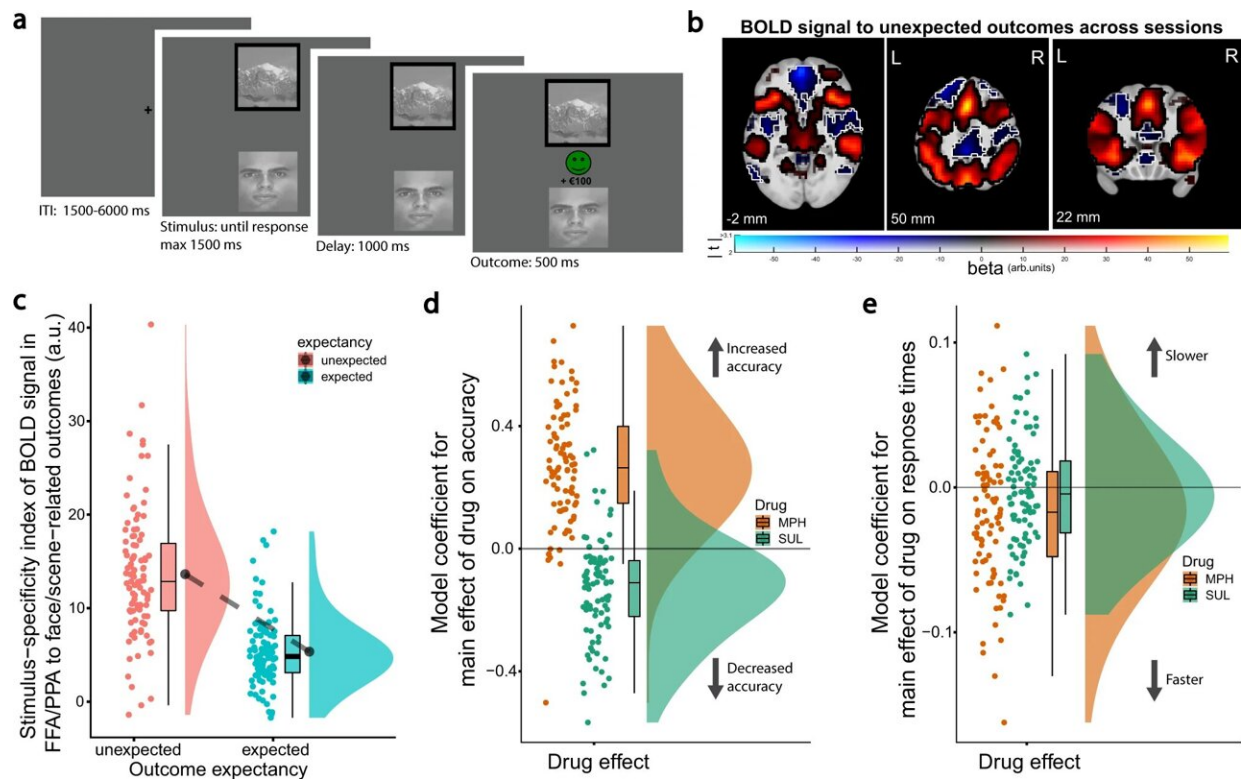 a
+
ITI: 1500-6000 ms
Stimulus: until response
max 1500 ms
Delay: 1000 ms
+ €100
Outcome: 500 ms
b
BOLD signal to unexpected outcomes across sessions
L
R
L
R
-2 mm
50 mm
22 mm
| t |
>3.1
2
-50
-40
-30
-20
-10
0
10
20
30
40
50
beta (arb.units)
c
Stimulus-specificity index of BOLD signal in
FFA/PPA to face/scene-related outcomes (a.u.)
40
30
20
10
0
expectancy
unexpected
expected
unexpected
expected
Outcome expectancy
d
Model coefficient for
main effect of drug on accuracy
0.4
0.0
−0.4
Increased
accuracy
Drug
MPH
SUL
Decreased
accuracy
Drug effect
e
Model coefficient for
main effect of drug on respnose times
0.1
0.0
−0.1
Slower
Drug
MPH
SUL
Faster
Drug effect